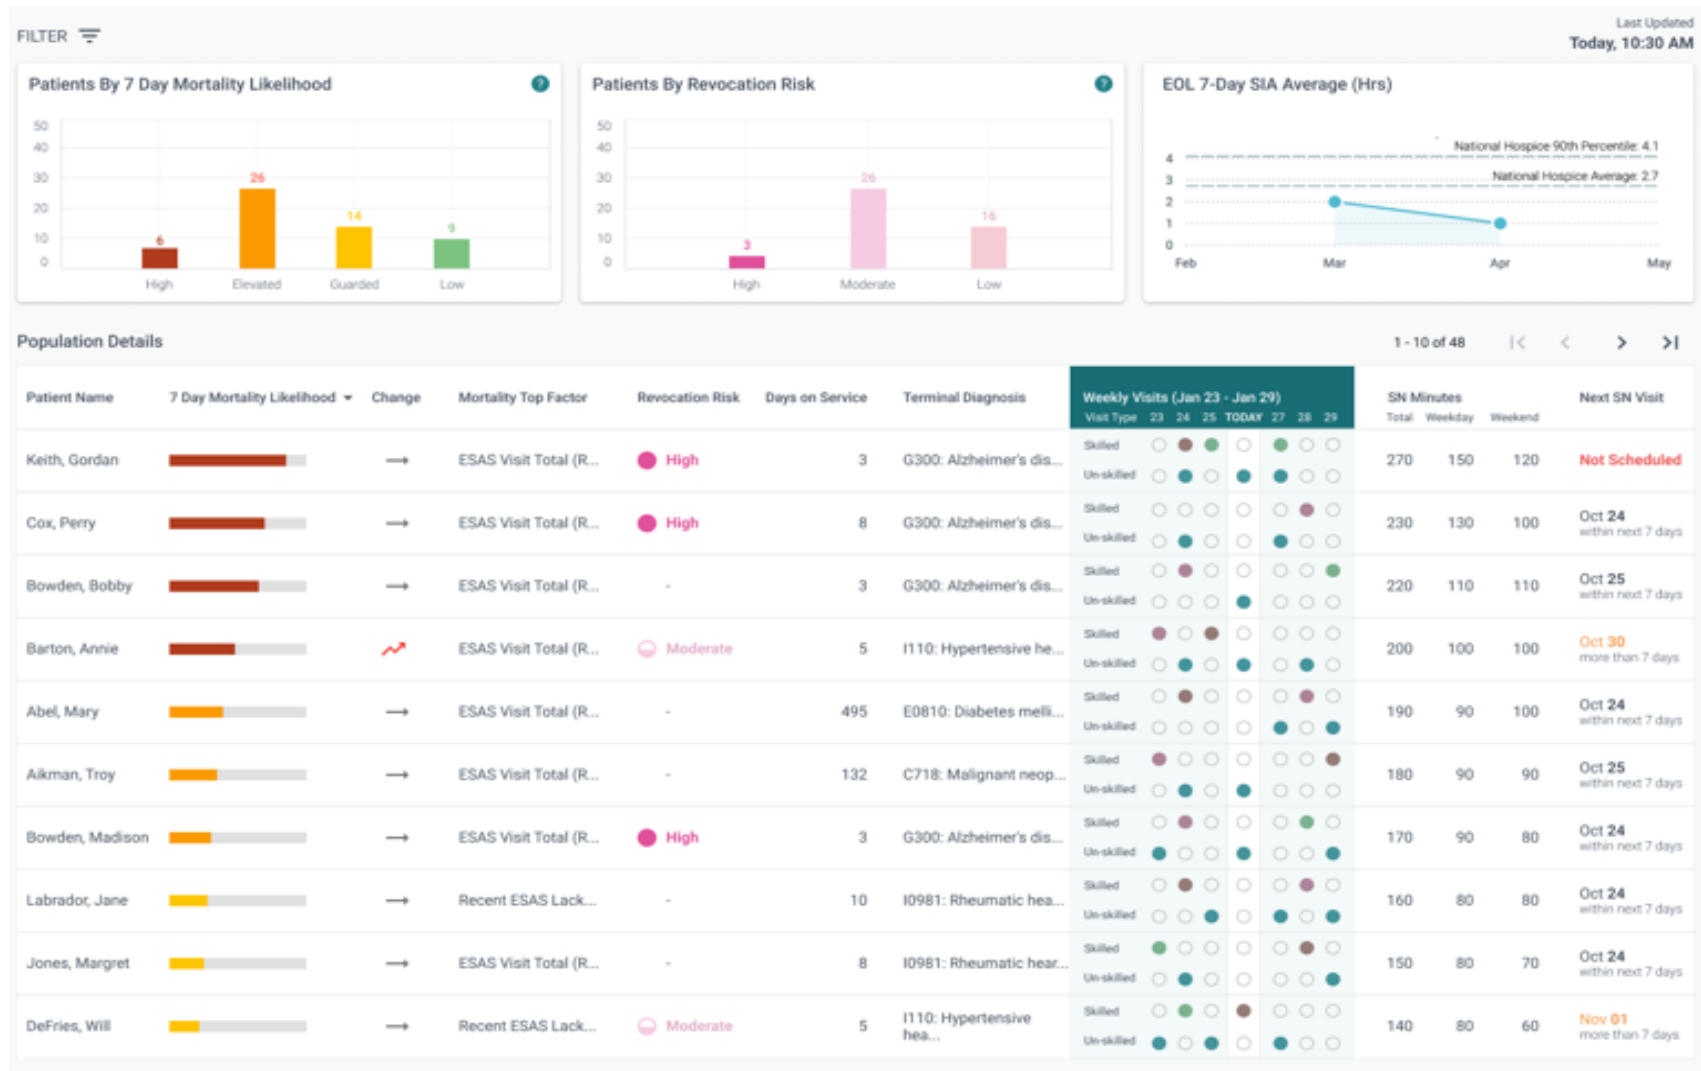 FILTER
Last Updated
Today, 10:30 AM
Patients By 7 Day Mortality Likelihood ?
50
40
30
20
10
0
6
26
14
9
High Elevated Guarded Low
Patients By Revocation Risk ?
50
40
30
20
10
0
3
26
16
High Moderate Low
EOL 7-Day SIA Average (Hrs)
National Hospice 90th Percentile: 4.1
National Hospice Average: 2.7
4
3
2
1
0
Feb Mar Apr May
Population Details
1 - 10 of 48
Patient Name 7 Day Mortality Likelihood Change Mortality Top Factor Revocation Risk Days on Service Terminal Diagnosis Weekly Visits (Jan 23 - Jan 29) SN Minutes Next SN Visit
Visit Type 23 24 25 TODAY 27 28 29 Total Weekday Weekend
Skilled
Keith, Gordan ESAS Visit Total (R... High 3 G300: Alzheimer's dis... 270 150 120 Not Scheduled
Un-skilled
Skilled
Cox, Perry ESAS Visit Total (R... High 8 G300: Alzheimer's dis... 230 130 100 Oct 24
within next 7 days
Un-skilled
Skilled
Bowden, Bobby ESAS Visit Total (R... - 3 G300: Alzheimer's dis... 220 110 110 Oct 25
within next 7 days
Un-skilled
Skilled
Barton, Annie ESAS Visit Total (R... Moderate 5 I110: Hypertensive he... 200 100 100 Oct 30
more than 7 days
Un-skilled
Skilled
Abel, Mary ESAS Visit Total (R... - 495 E0810: Diabetes melli... 190 90 100 Oct 24
within next 7 days
Un-skilled
Skilled
Aikman, Troy ESAS Visit Total (R... - 132 C718: Malignant neop... 180 90 90 Oct 25
within next 7 days
Un-skilled
Skilled
Bowden, Madison ESAS Visit Total (R... High 3 G300: Alzheimer's dis... 170 90 80 Oct 24
within next 7 days
Un-skilled
Skilled
Labrador, Jane Recent ESAS Lack... - 10 I0981: Rheumatic hea... 160 80 80 Oct 24
within next 7 days
Un-skilled
Skilled
Jones, Margret ESAS Visit Total (R... - 8 I0981: Rheumatic hear... 150 80 70 Oct 24
within next 7 days
Un-skilled
Skilled
DeFries, Will Recent ESAS Lack... Moderate 5 I110: Hypertensive hea... 140 80 60 Nov 01
more than 7 days
Un-skilled